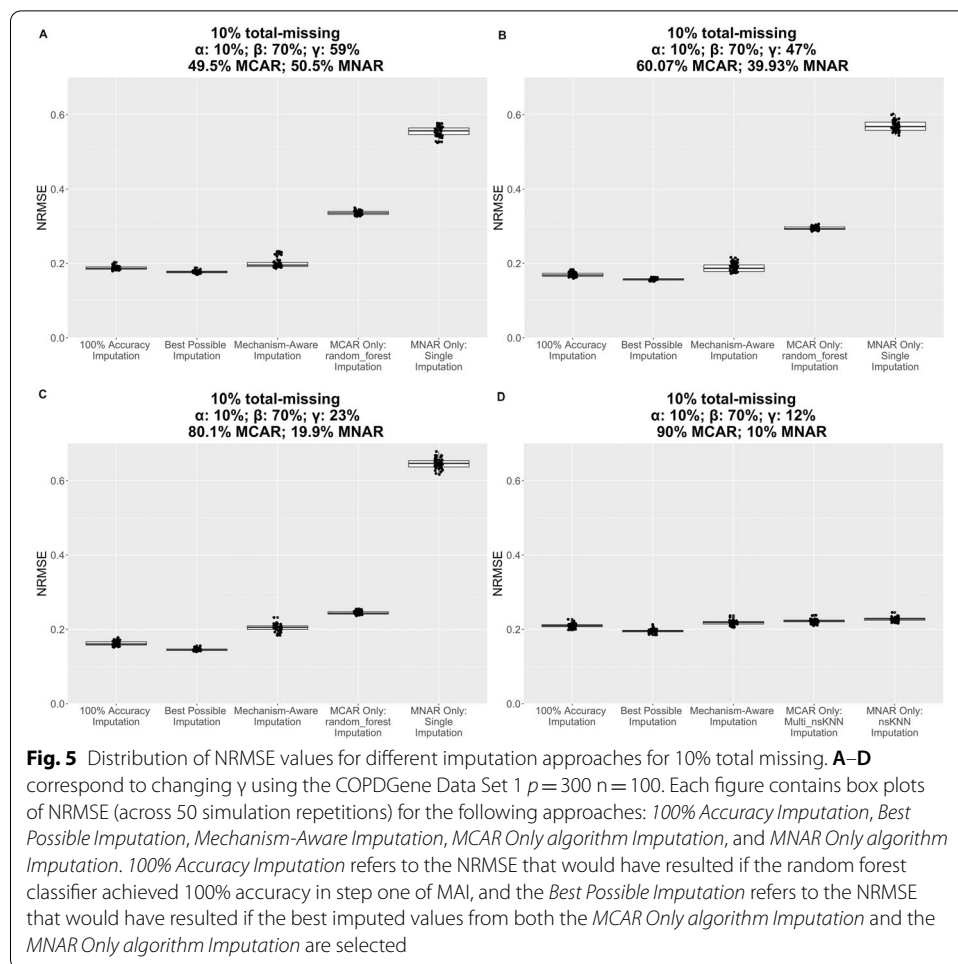 A
10% total-missing
α: 10%; β: 70%; γ: 59%
49.5% MCAR; 50.5% MNAR
NRMSE
0.6
0.4
0.2
0.0
100% Accuracy Imputation
Best Possible Imputation
Mechanism-Aware Imputation
MCAR Only: random_forest Imputation
MNAR Only: Single Imputation
B
10% total-missing
α: 10%; β: 70%; γ: 47%
60.07% MCAR; 39.93% MNAR
NRMSE
0.6
0.4
0.2
0.0
100% Accuracy Imputation
Best Possible Imputation
Mechanism-Aware Imputation
MCAR Only: random_forest Imputation
MNAR Only: Single Imputation
C
10% total-missing
α: 10%; β: 70%; γ: 23%
80.1% MCAR; 19.9% MNAR
NRMSE
0.6
0.4
0.2
0.0
100% Accuracy Imputation
Best Possible Imputation
Mechanism-Aware Imputation
MCAR Only: random_forest Imputation
MNAR Only: Single Imputation
D
10% total-missing
α: 10%; β: 70%; γ: 12%
90% MCAR; 10% MNAR
NRMSE
0.6
0.4
0.2
0.0
100% Accuracy Imputation
Best Possible Imputation
Mechanism-Aware Imputation
MCAR Only: Multi_nsKNN Imputation
MNAR Only: nsKNN Imputation
Fig. 5 Distribution of NRMSE values for different imputation approaches for 10% total missing. A–D
correspond to changing γ using the COPDGene Data Set 1 p = 300 n = 100. Each figure contains box plots
of NRMSE (across 50 simulation repetitions) for the following approaches: 100% Accuracy Imputation, Best
Possible Imputation, Mechanism-Aware Imputation, MCAR Only algorithm Imputation, and MNAR Only algorithm
Imputation. 100% Accuracy Imputation refers to the NRMSE that would have resulted if the random forest
classifier achieved 100% accuracy in step one of MAI, and the Best Possible Imputation refers to the NRMSE
that would have resulted if the best imputed values from both the MCAR Only algorithm Imputation and the
MNAR Only algorithm Imputation are selected